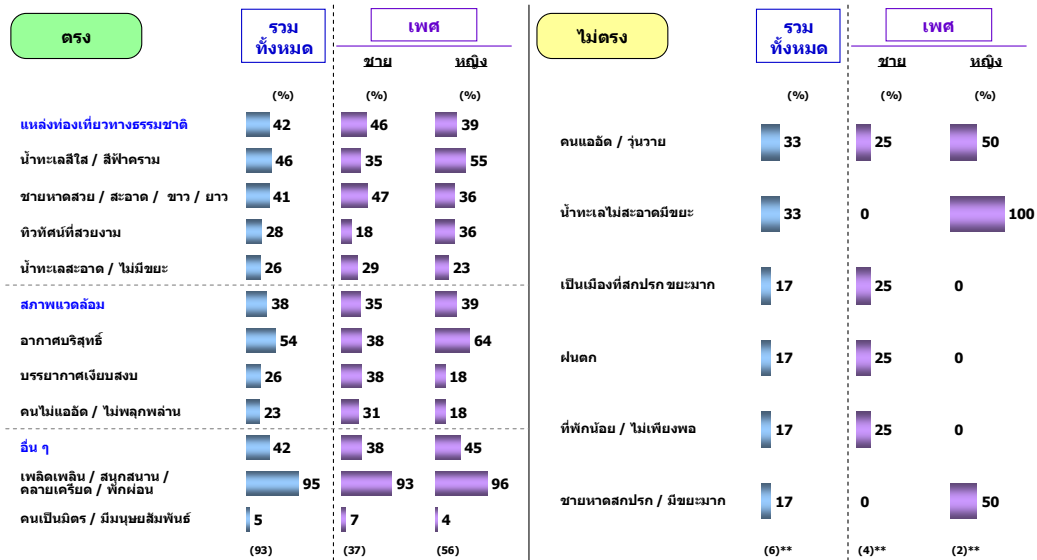 ตรง
รวม
ทั้งหมด
เพศ
ชาย
หญิง
(%)
(%)
(%)
แหล่งท่องเที่ยวทางธรรมชาติ 42 46 39
น้ำทะเลสีใส / สีฟ้าคราม 46 35 55
ชายหาดสวย / สะอาด / ขาว / ยาว 41 47 36
ทิวทัศน์ที่สวยงาม 28 18 36
น้ำทะเลสะอาด / ไม่มีขยะ 26 29 23
สภาพแวดล้อม 38 35 39
อากาศบริสุทธิ์ 54 38 64
บรรยากาศเงียบสงบ 26 38 18
คนไม่แออัด / ไม่พลุกพล่าน 23 31 18
อื่น ๆ 42 38 45
เพลิดเพลิน / สนุกสนาน /
คลายเครียด / พักผ่อน 95 93 96
คนเป็นมิตร / มีมนุษยสัมพันธ์ 5 7 4
(93) (37) (56)
ไม่ตรง
รวม
ทั้งหมด
เพศ
ชาย
หญิง
(%)
(%)
(%)
คนแออัด / วุ่นวาย 33 25 50
น้ำทะเลไม่สะอาดมีขยะ 33 0 100
เป็นเมืองที่สกปรก ขยะมาก 17 25 0
ฝนตก 17 25 0
ที่พักน้อย / ไม่เพียงพอ 17 25 0
ชายหาดสกปรก / มีขยะมาก 17 0 50
(6)** (4)** (2)**